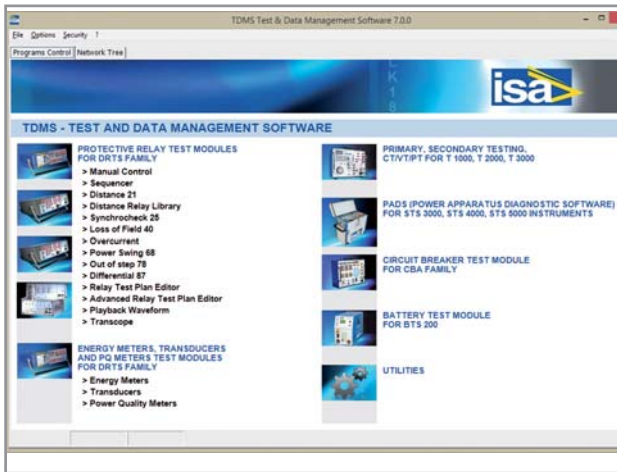 TDMS Test & Data Management Software 7.0.0
File Options Security ?
Programs Control Network Tree
isa
TDMS - TEST AND DATA MANAGEMENT SOFTWARE
PROTECTIVE RELAY TEST MODULES
FOR DRTS FAMILY
> Manual Control
> Sequencer
> Distance 21
> Distance Relay Library
> Synchrocheck 25
> Loss of Field 40
> Overcurrent
> Power Swing 68
> Out of step 78
> Differential 87
> Relay Test Plan Editor
> Advanced Relay Test Plan Editor
> Playback Waveform
> Transcope
ENERGY METERS, TRANSDUCERS
AND PQ METERS TEST MODULES
FOR DRTS FAMILY
> Energy Meters
> Transducers
> Power Quality Meters
PRIMARY, SECONDARY TESTING,
CT/VT/PT FOR T 1000, T 2000, T 3000
PADS (POWER APPARATUS DIAGNOSTIC SOFTWARE)
FOR STS 3000, STS 4000, STS 5000 INSTRUMENTS
CIRCUIT BREAKER TEST MODULE
FOR CBA FAMILY
BATTERY TEST MODULE
FOR BTS 200
UTILITIES